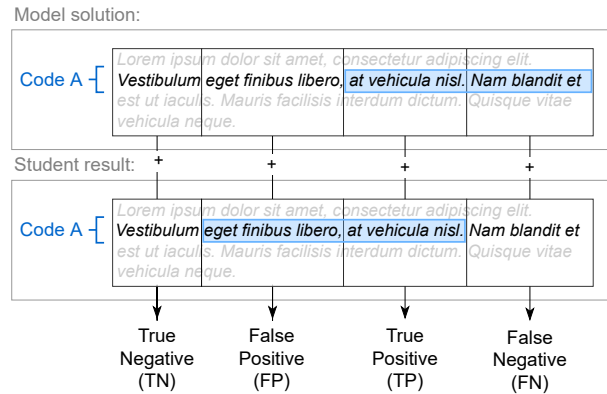 Model solution:
Lorem ipsum dolor sit amet, consectetur adipiscing elit.
Code A Vestibulum eget finibus libero, at vehicula nisl. Nam blandit et
est ut iaculis. Mauris facilisis interdum dictum. Quisque vitae
vehicula neque.
+ + + +
Student result:
Lorem ipsum dolor sit amet, consectetur adipiscing elit.
Code A Vestibulum eget finibus libero, at vehicula nisl. Nam blandit et
est ut iaculis. Mauris facilisis interdum dictum. Quisque vitae
vehicula neque.
True
Negative
(TN)
False
Positive
(FP)
True
Positive
(TP)
False
Negative
(FN)